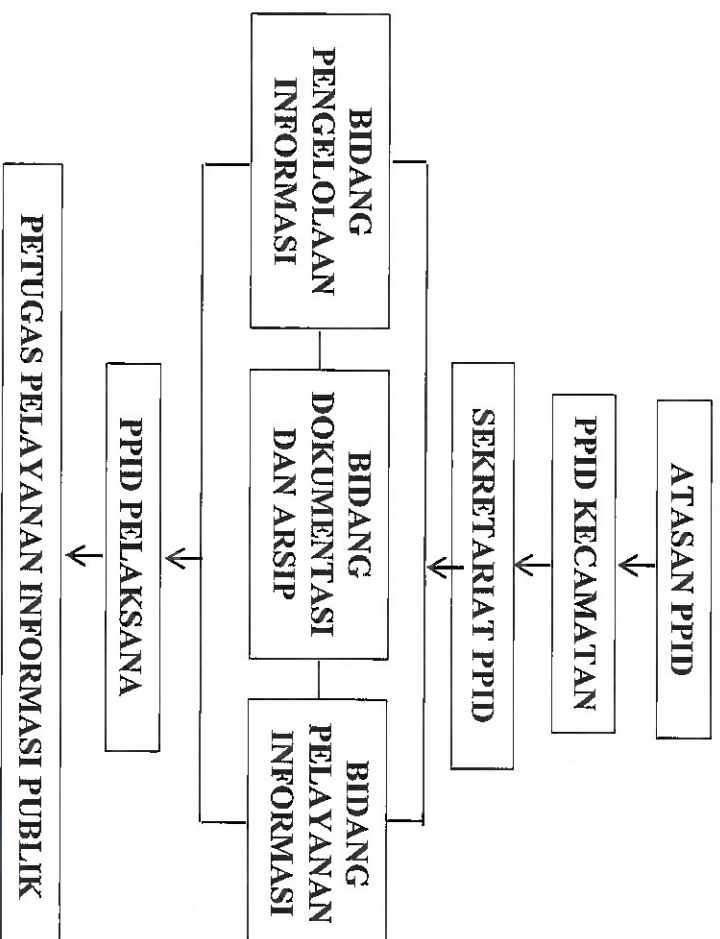 ATASAN PPID
PPID KECAMATAN
SEKRETARIAT PPID
BIDANG
PENGELOLAAN
INFORMASI
BIDANG
DOKUMENTASI
DAN ARSIP
BIDANG
PELAYANAN
INFORMASI
PPID PELAKSANA
PETUGAS PELAYANAN INFORMASI PUBLIK